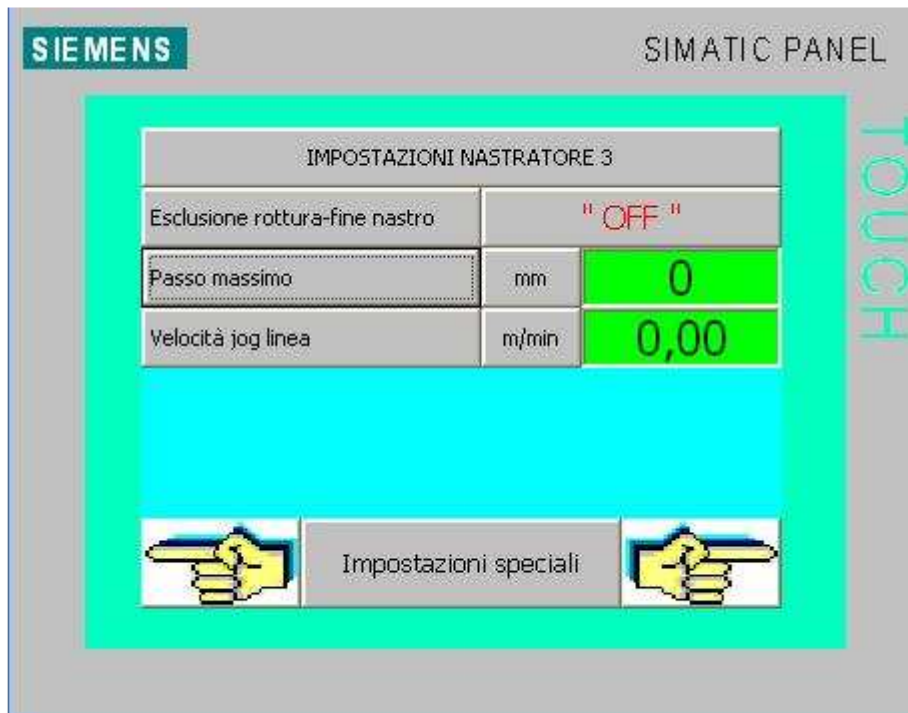 SIEMENS
SIMATIC PANEL
TOUCH
IMPOSTAZIONI NASTRATORE 3
Esclusione rottura-fine nastro " OFF "
Passo massimo mm 0
Velocità jog linea m/min 0,00
Impostazioni speciali